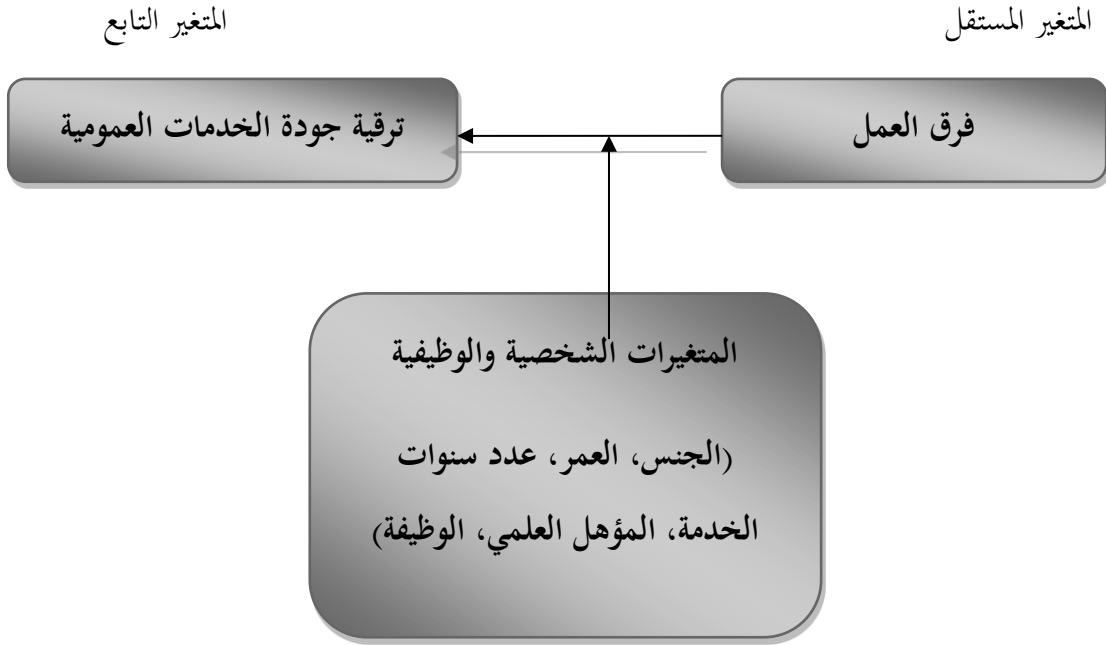 المتغير المستقل
المتغير التابع
فرق العمل
ترقية جودة الخدمات العمومية
المتغيرات الشخصية والوظيفية
(الجنس، العمر، عدد سنوات
الخدمة، المؤهل العلمي، الوظيفة)